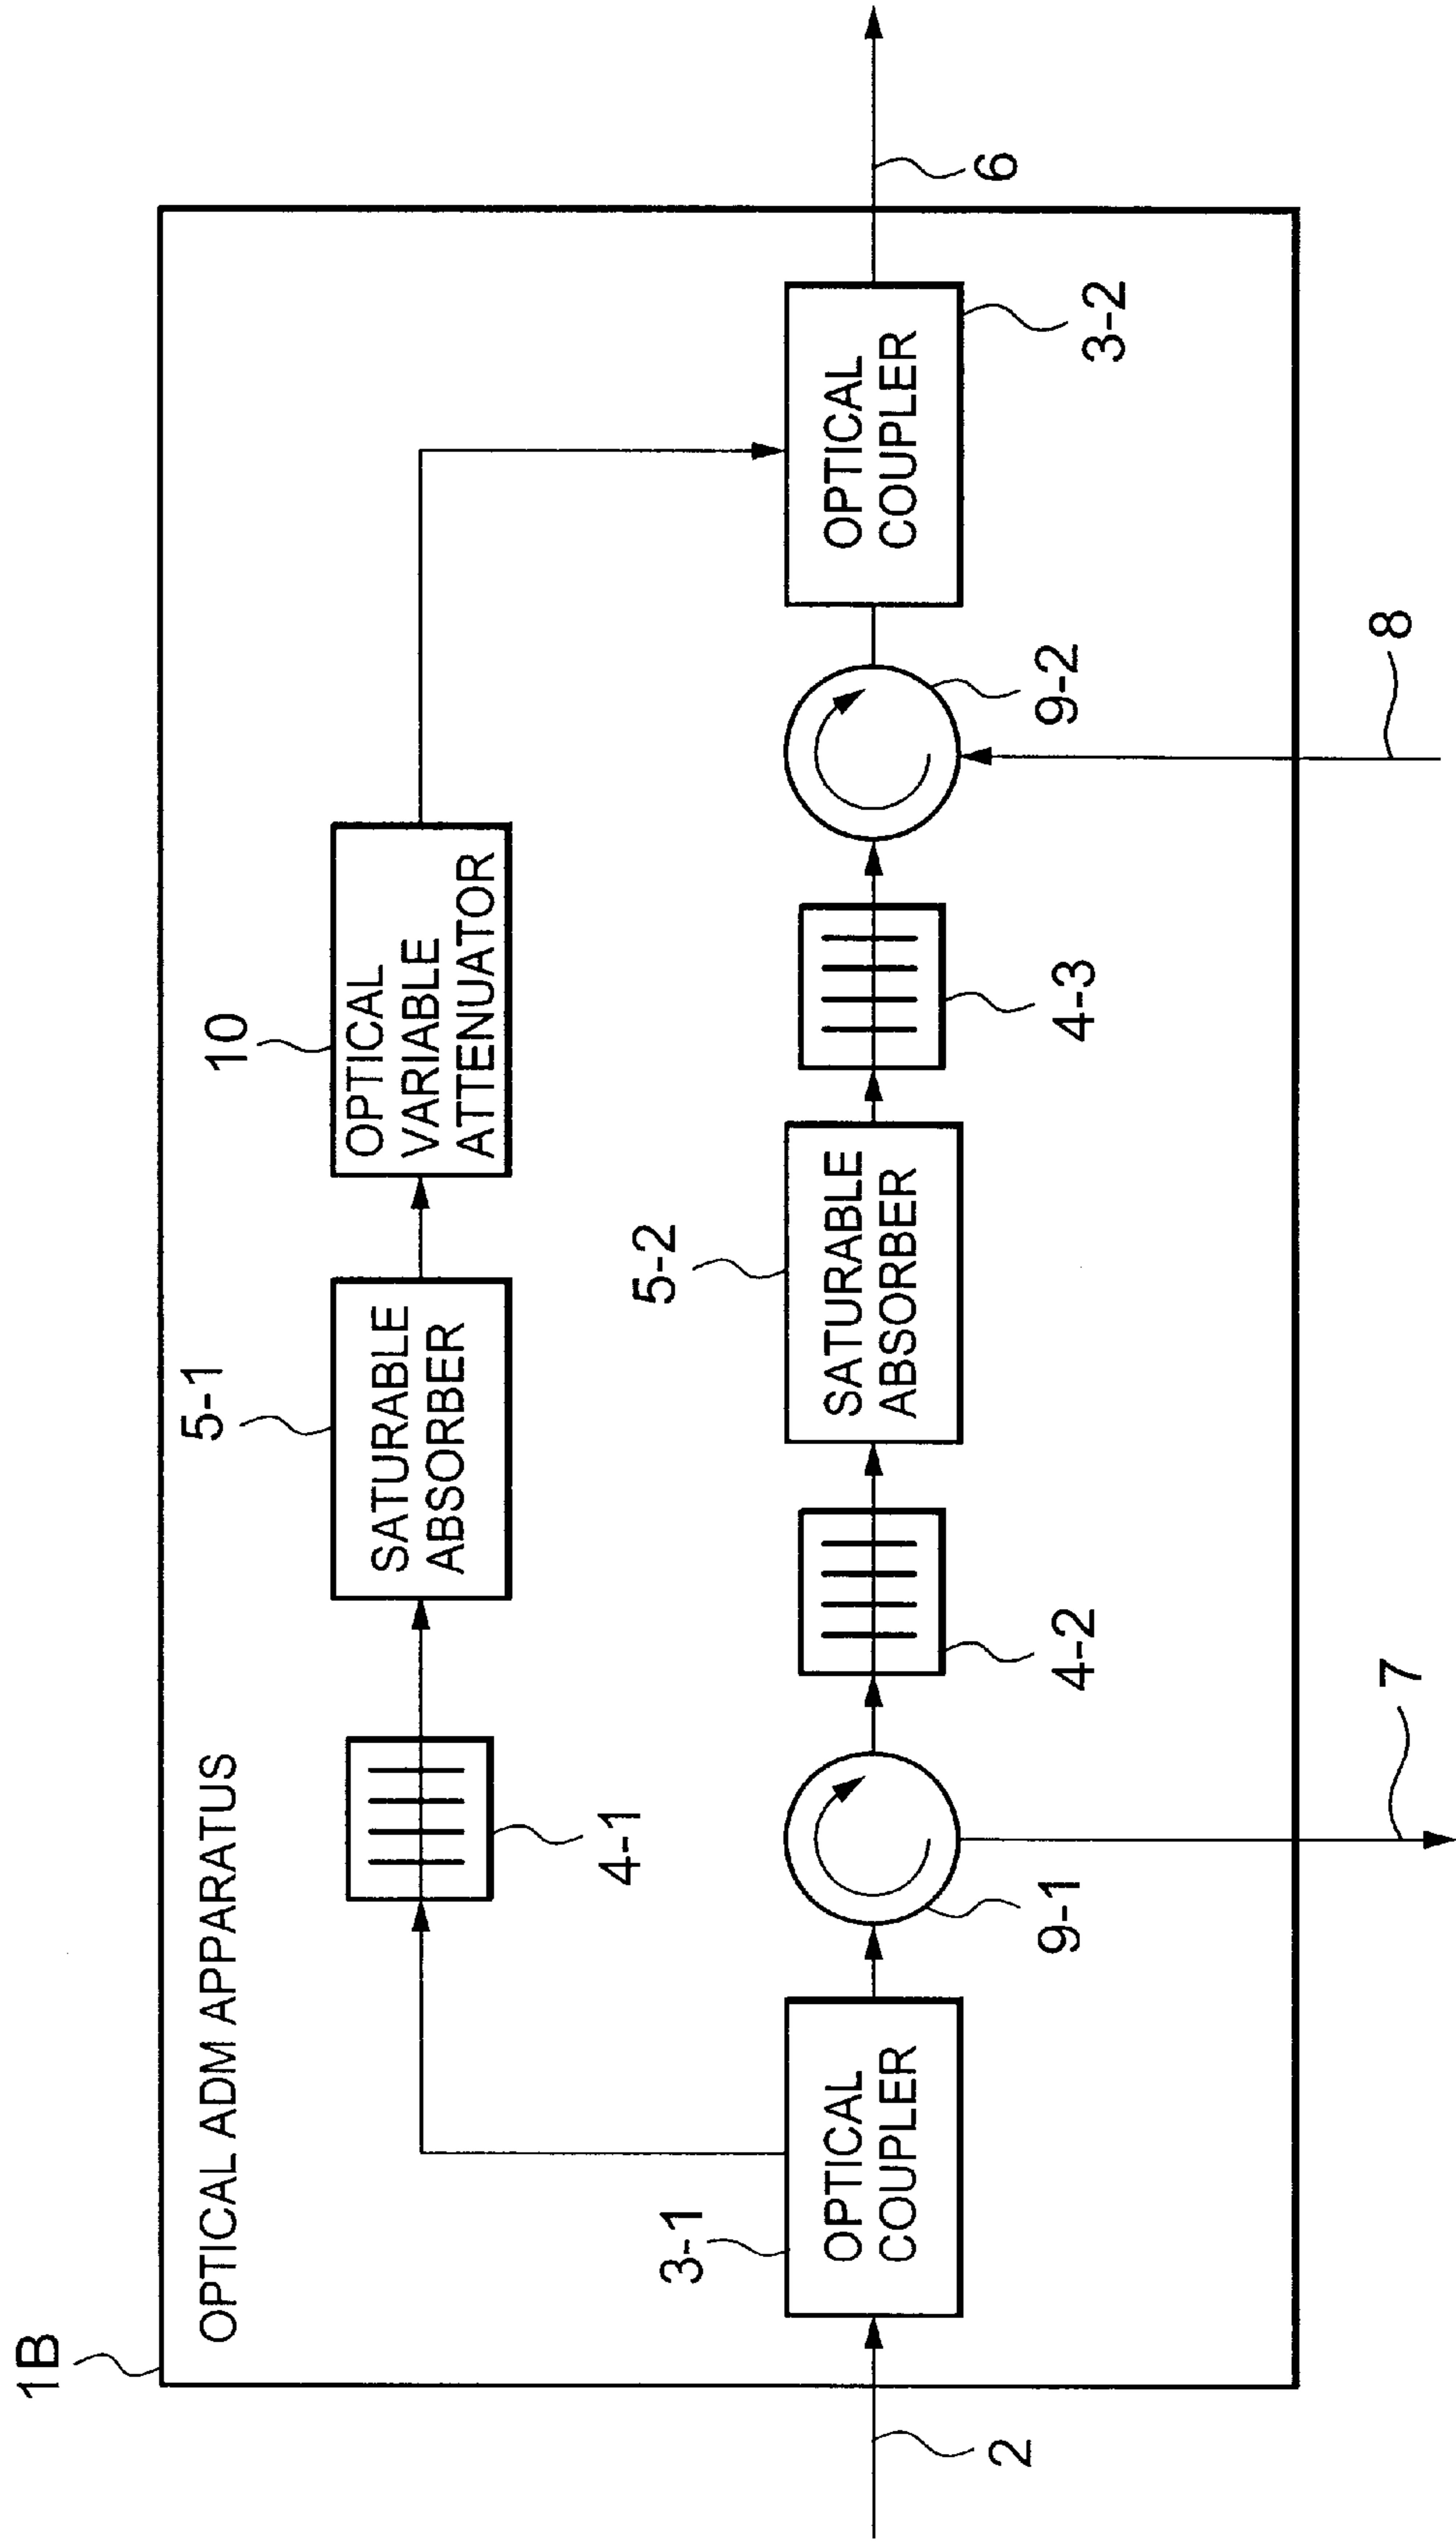 1B
OPTICAL ADM APPARATUS
5-1
10
4-1
SATURABLE
ABSORBER
OPTICAL
VARIABLE
ATTENUATOR
3-1
5-2
OPTICAL
COUPLER
SATURABLE
ABSORBER
OPTICAL
COUPLER
6
2
9-1
4-2
4-3
9-2
3-2
7
8